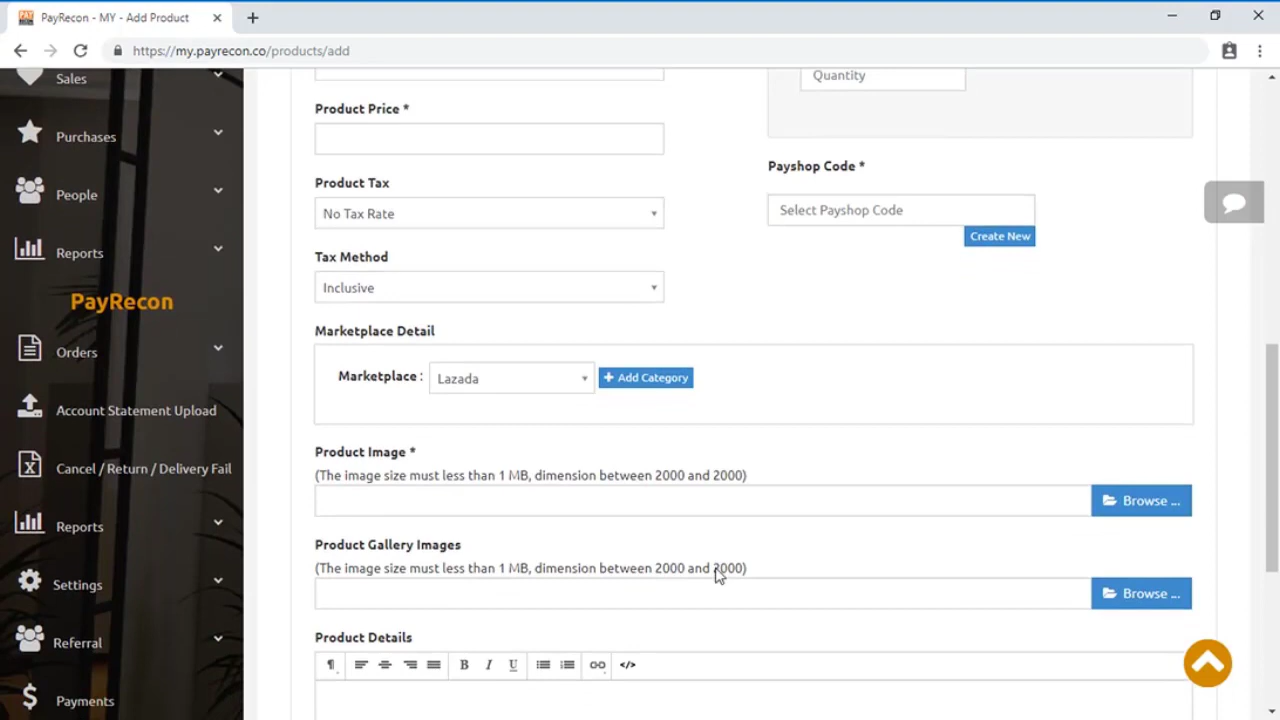 PayRecon - MY - Add Product
https://my.payrecon.co/products/add
Sales
Purchases
People
Reports
PayRecon
Orders
Account Statement Upload
Cancel / Return / Delivery Fail
Reports
Settings
Referral
Payments
Product Price *
Product Tax
No Tax Rate
Tax Method
Inclusive
Quantity
Payshop Code *
Select Payshop Code
Create New
Marketplace Detail
Marketplace : Lazada + Add Category
Product Image *
(The image size must less than 1 MB, dimension between 2000 and 2000)
Browse ...
Product Gallery Images
(The image size must less than 1 MB, dimension between 2000 and 2000)
Browse ...
Product Details
B I U </>